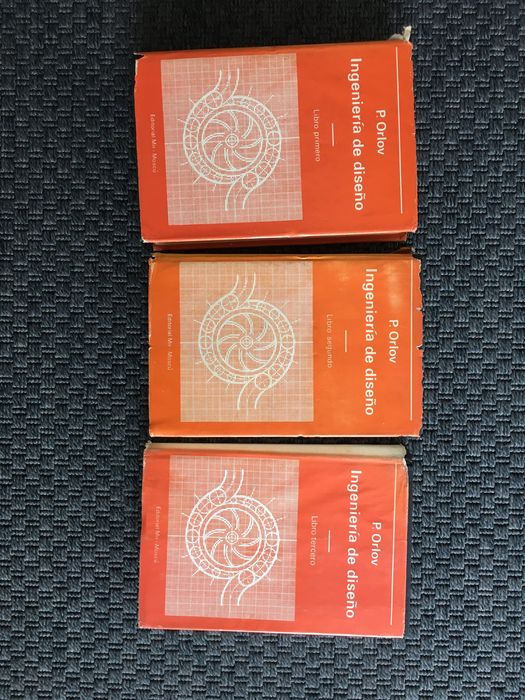 P. Orlov
Ingeniería de diseño
Libro primero
Editorial Mir · Moscú
P. Orlov
Ingeniería de diseño
Libro segundo
Editorial Mir · Moscú
P. Orlov
Ingeniería de diseño
Libro tercero
Editorial Mir · Moscú